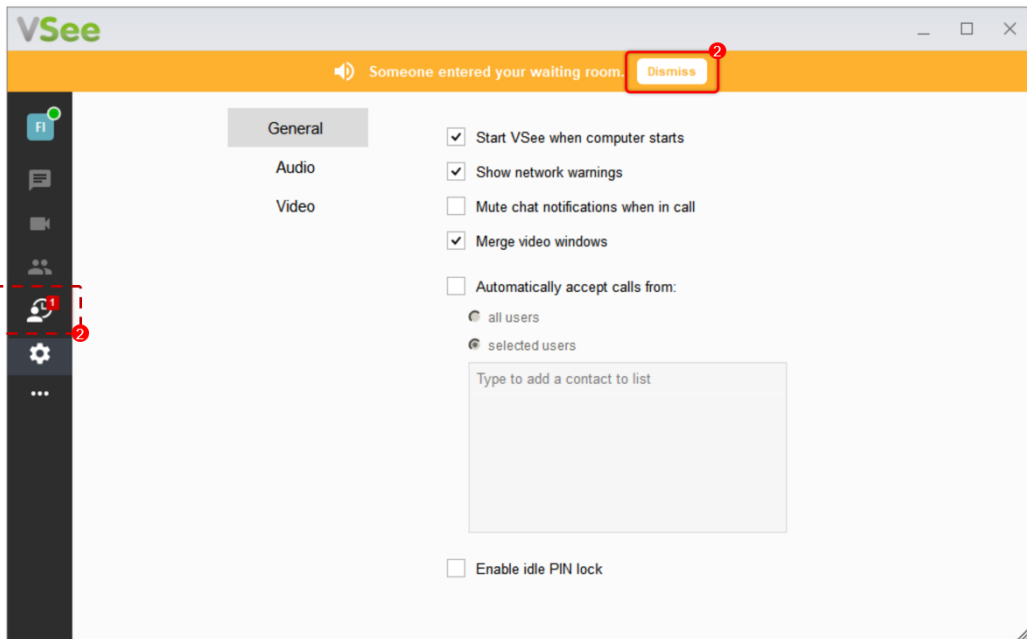 VSee
Someone entered your waiting room. Dismiss
2
FI
General
Audio
Video
Start VSee when computer starts
Show network warnings
Mute chat notifications when in call
Merge video windows
Automatically accept calls from:
all users
selected users
Type to add a contact to list
Enable idle PIN lock
1
2